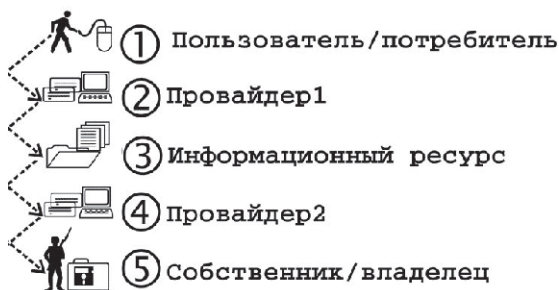 ① Пользователь/потребитель
② Провайдер1
③ Информационный ресурс
④ Провайдер2
⑤ Собственник/владелец